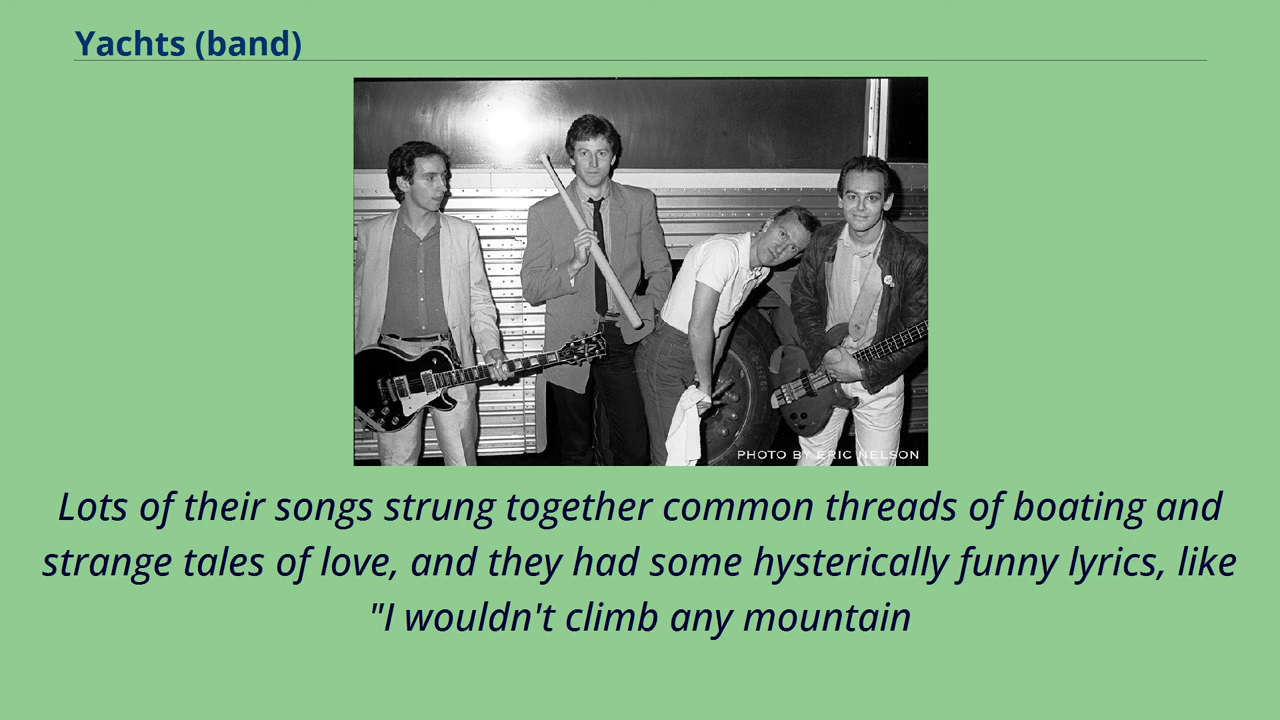 Yachts (band)
PHOTO BY ERIC NELSON
Lots of their songs strung together common threads of boating and
strange tales of love, and they had some hysterically funny lyrics, like
"I wouldn't climb any mountain